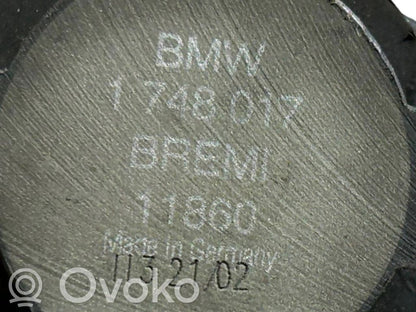 BMW
1 748 017
BREMI
11860
Made in Germany
113 21/02
Ovoko